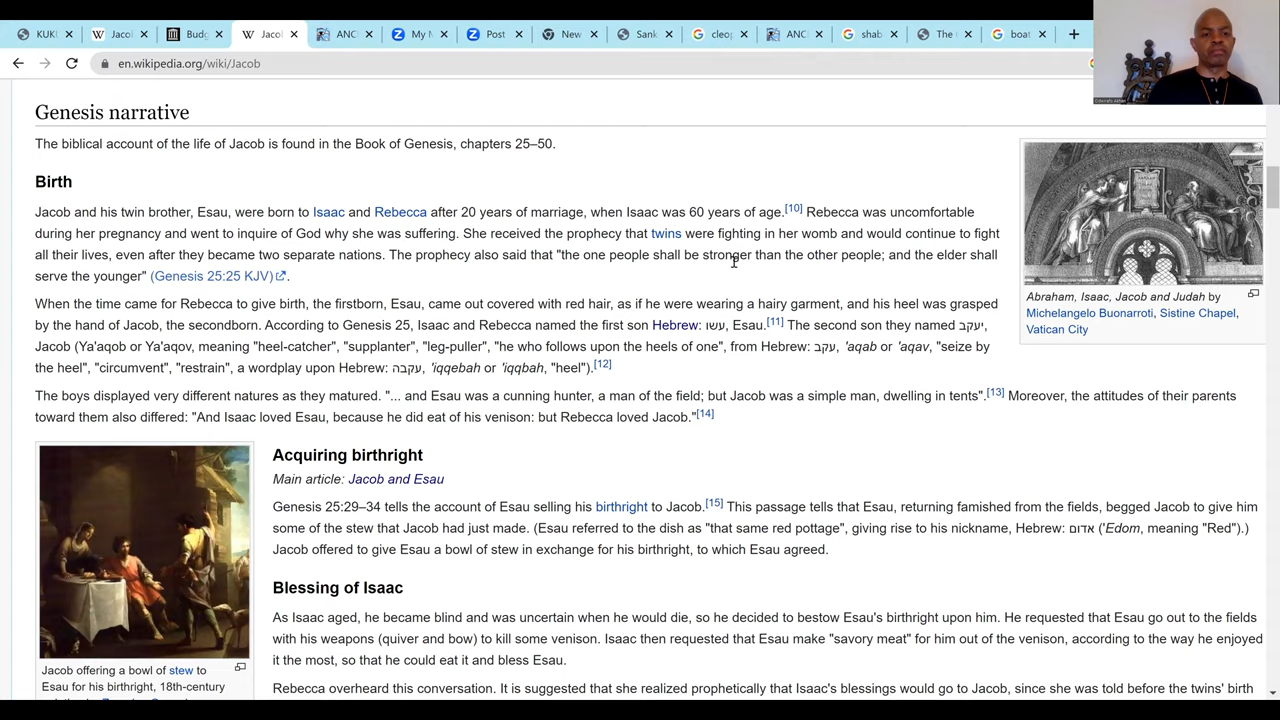 KUKI
Jacol
Budg
Jacol
ANCI
My N
Post
New
Sank
cleop
ANCI
shab
The C
boat
en.wikipedia.org/wiki/Jacob
Genesis narrative
The biblical account of the life of Jacob is found in the Book of Genesis, chapters 25–50.
Birth
Jacob and his twin brother, Esau, were born to Isaac and Rebecca after 20 years of marriage, when Isaac was 60 years of age.[10] Rebecca was uncomfortable
during her pregnancy and went to inquire of God why she was suffering. She received the prophecy that twins were fighting in her womb and would continue to fight
all their lives, even after they became two separate nations. The prophecy also said that "the one people shall be stronger than the other people; and the elder shall
serve the younger" (Genesis 25:25 KJV).
When the time came for Rebecca to give birth, the firstborn, Esau, came out covered with red hair, as if he were wearing a hairy garment, and his heel was grasped
by the hand of Jacob, the secondborn. According to Genesis 25, Isaac and Rebecca named the first son Hebrew: עשו, Esau.[11] The second son they named יעקב,
Jacob (Ya'aqob or Ya'aqov, meaning "heel-catcher", "supplanter", "leg-puller", "he who follows upon the heels of one", from Hebrew: עקב, 'aqab or 'aqav, "seize by
the heel", "circumvent", "restrain", a wordplay upon Hebrew: עקבה, 'iqqebah or 'iqqbah, "heel").[12]
The boys displayed very different natures as they matured. "... and Esau was a cunning hunter, a man of the field; but Jacob was a simple man, dwelling in tents".[13] Moreover, the attitudes of their parents
toward them also differed: "And Isaac loved Esau, because he did eat of his venison: but Rebecca loved Jacob."[14]
Abraham, Isaac, Jacob and Judah by
Michelangelo Buonarroti, Sistine Chapel,
Vatican City
Acquiring birthright
Main article: Jacob and Esau
Genesis 25:29–34 tells the account of Esau selling his birthright to Jacob.[15] This passage tells that Esau, returning famished from the fields, begged Jacob to give him
some of the stew that Jacob had just made. (Esau referred to the dish as "that same red pottage", giving rise to his nickname, Hebrew: אדום ('Edom, meaning "Red").)
Jacob offered to give Esau a bowl of stew in exchange for his birthright, to which Esau agreed.
Blessing of Isaac
As Isaac aged, he became blind and was uncertain when he would die, so he decided to bestow Esau's birthright upon him. He requested that Esau go out to the fields
with his weapons (quiver and bow) to kill some venison. Isaac then requested that Esau make "savory meat" for him out of the venison, according to the way he enjoyed
it the most, so that he could eat it and bless Esau.
Rebecca overheard this conversation. It is suggested that she realized prophetically that Isaac's blessings would go to Jacob, since she was told before the twins' birth
Jacob offering a bowl of stew to
Esau for his birthright, 18th-century